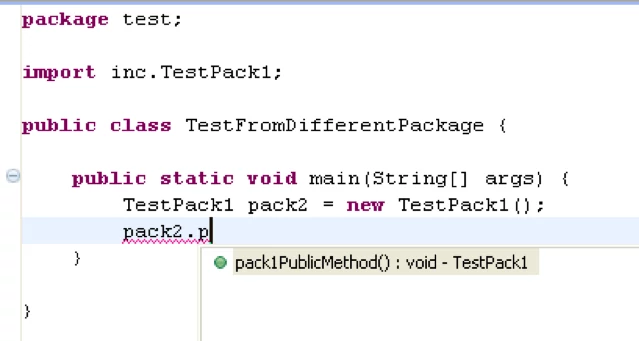 package test;
import inc.TestPack1;
public class TestFromDifferentPackage {
public static void main(String[] args) {
TestPack1 pack2 = new TestPack1();
pack2.p
pack1PublicMethod() : void - TestPack1
}
}